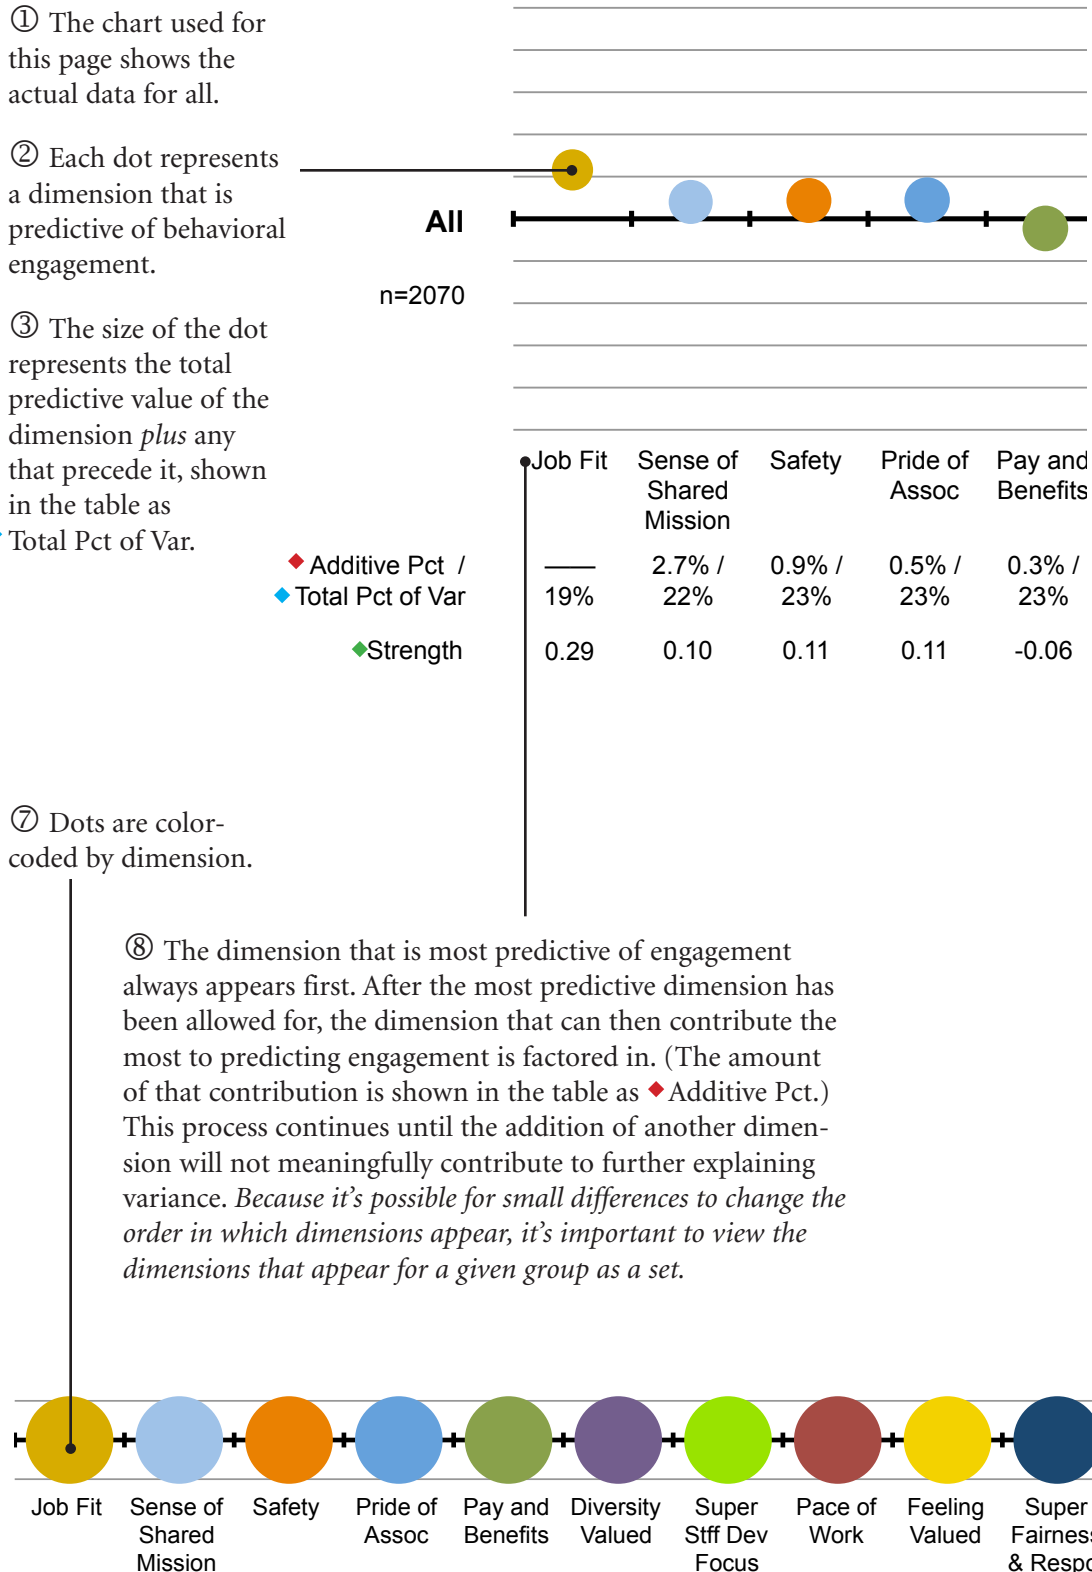 ① The chart used for
this page shows the
actual data for all.
② Each dot represents
a dimension that is
predictive of behavioral
engagement.
③ The size of the dot
represents the total
predictive value of the
dimension plus any
that precede it, shown
in the table as
Total Pct of Var.
All
n=2070
Job Fit
Sense of
Shared
Mission
Safety
Pride of
Assoc
Pay and
Benefits
Additive Pct / —— 2.7% / 0.9% / 0.5% / 0.3% /
Total Pct of Var 19% 22% 23% 23% 23%
Strength 0.29 0.10 0.11 0.11 -0.06
⑦ Dots are color-
coded by dimension.
⑧ The dimension that is most predictive of engagement
always appears first. After the most predictive dimension has
been allowed for, the dimension that can then contribute the
most to predicting engagement is factored in. (The amount
of that contribution is shown in the table as ◆ Additive Pct.)
This process continues until the addition of another dimen-
sion will not meaningfully contribute to further explaining
variance. Because it's possible for small differences to change the
order in which dimensions appear, it's important to view the
dimensions that appear for a given group as a set.
Job Fit
Sense of
Shared
Mission
Safety
Pride of
Assoc
Pay and
Benefits
Diversity
Valued
Super
Stff Dev
Focus
Pace of
Work
Feeling
Valued
Super
Fairness
& Respo